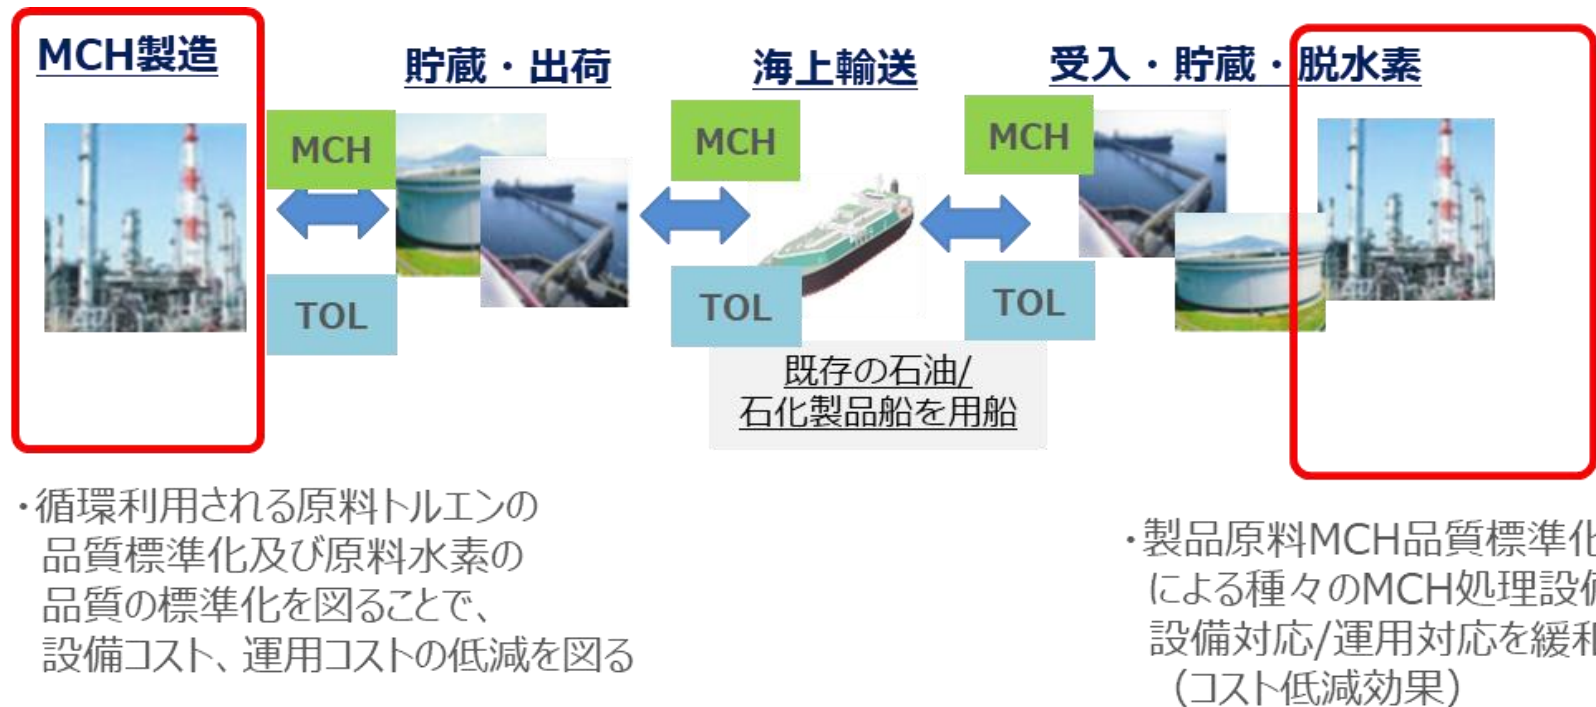 MCH製造
貯蔵・出荷
海上輸送
受入・貯蔵・脱水素
MCH
TOL
MCH
TOL
MCH
TOL
既存の石油/
石化製品船を用船
・循環利用される原料トルエンの
品質標準化及び原料水素の
品質の標準化を図ることで、
設備コスト、運用コストの低減を図る
・製品原料MCH品質標準化
による種々のMCH処理設備
設備対応/運用対応を緩和
（コスト低減効果）